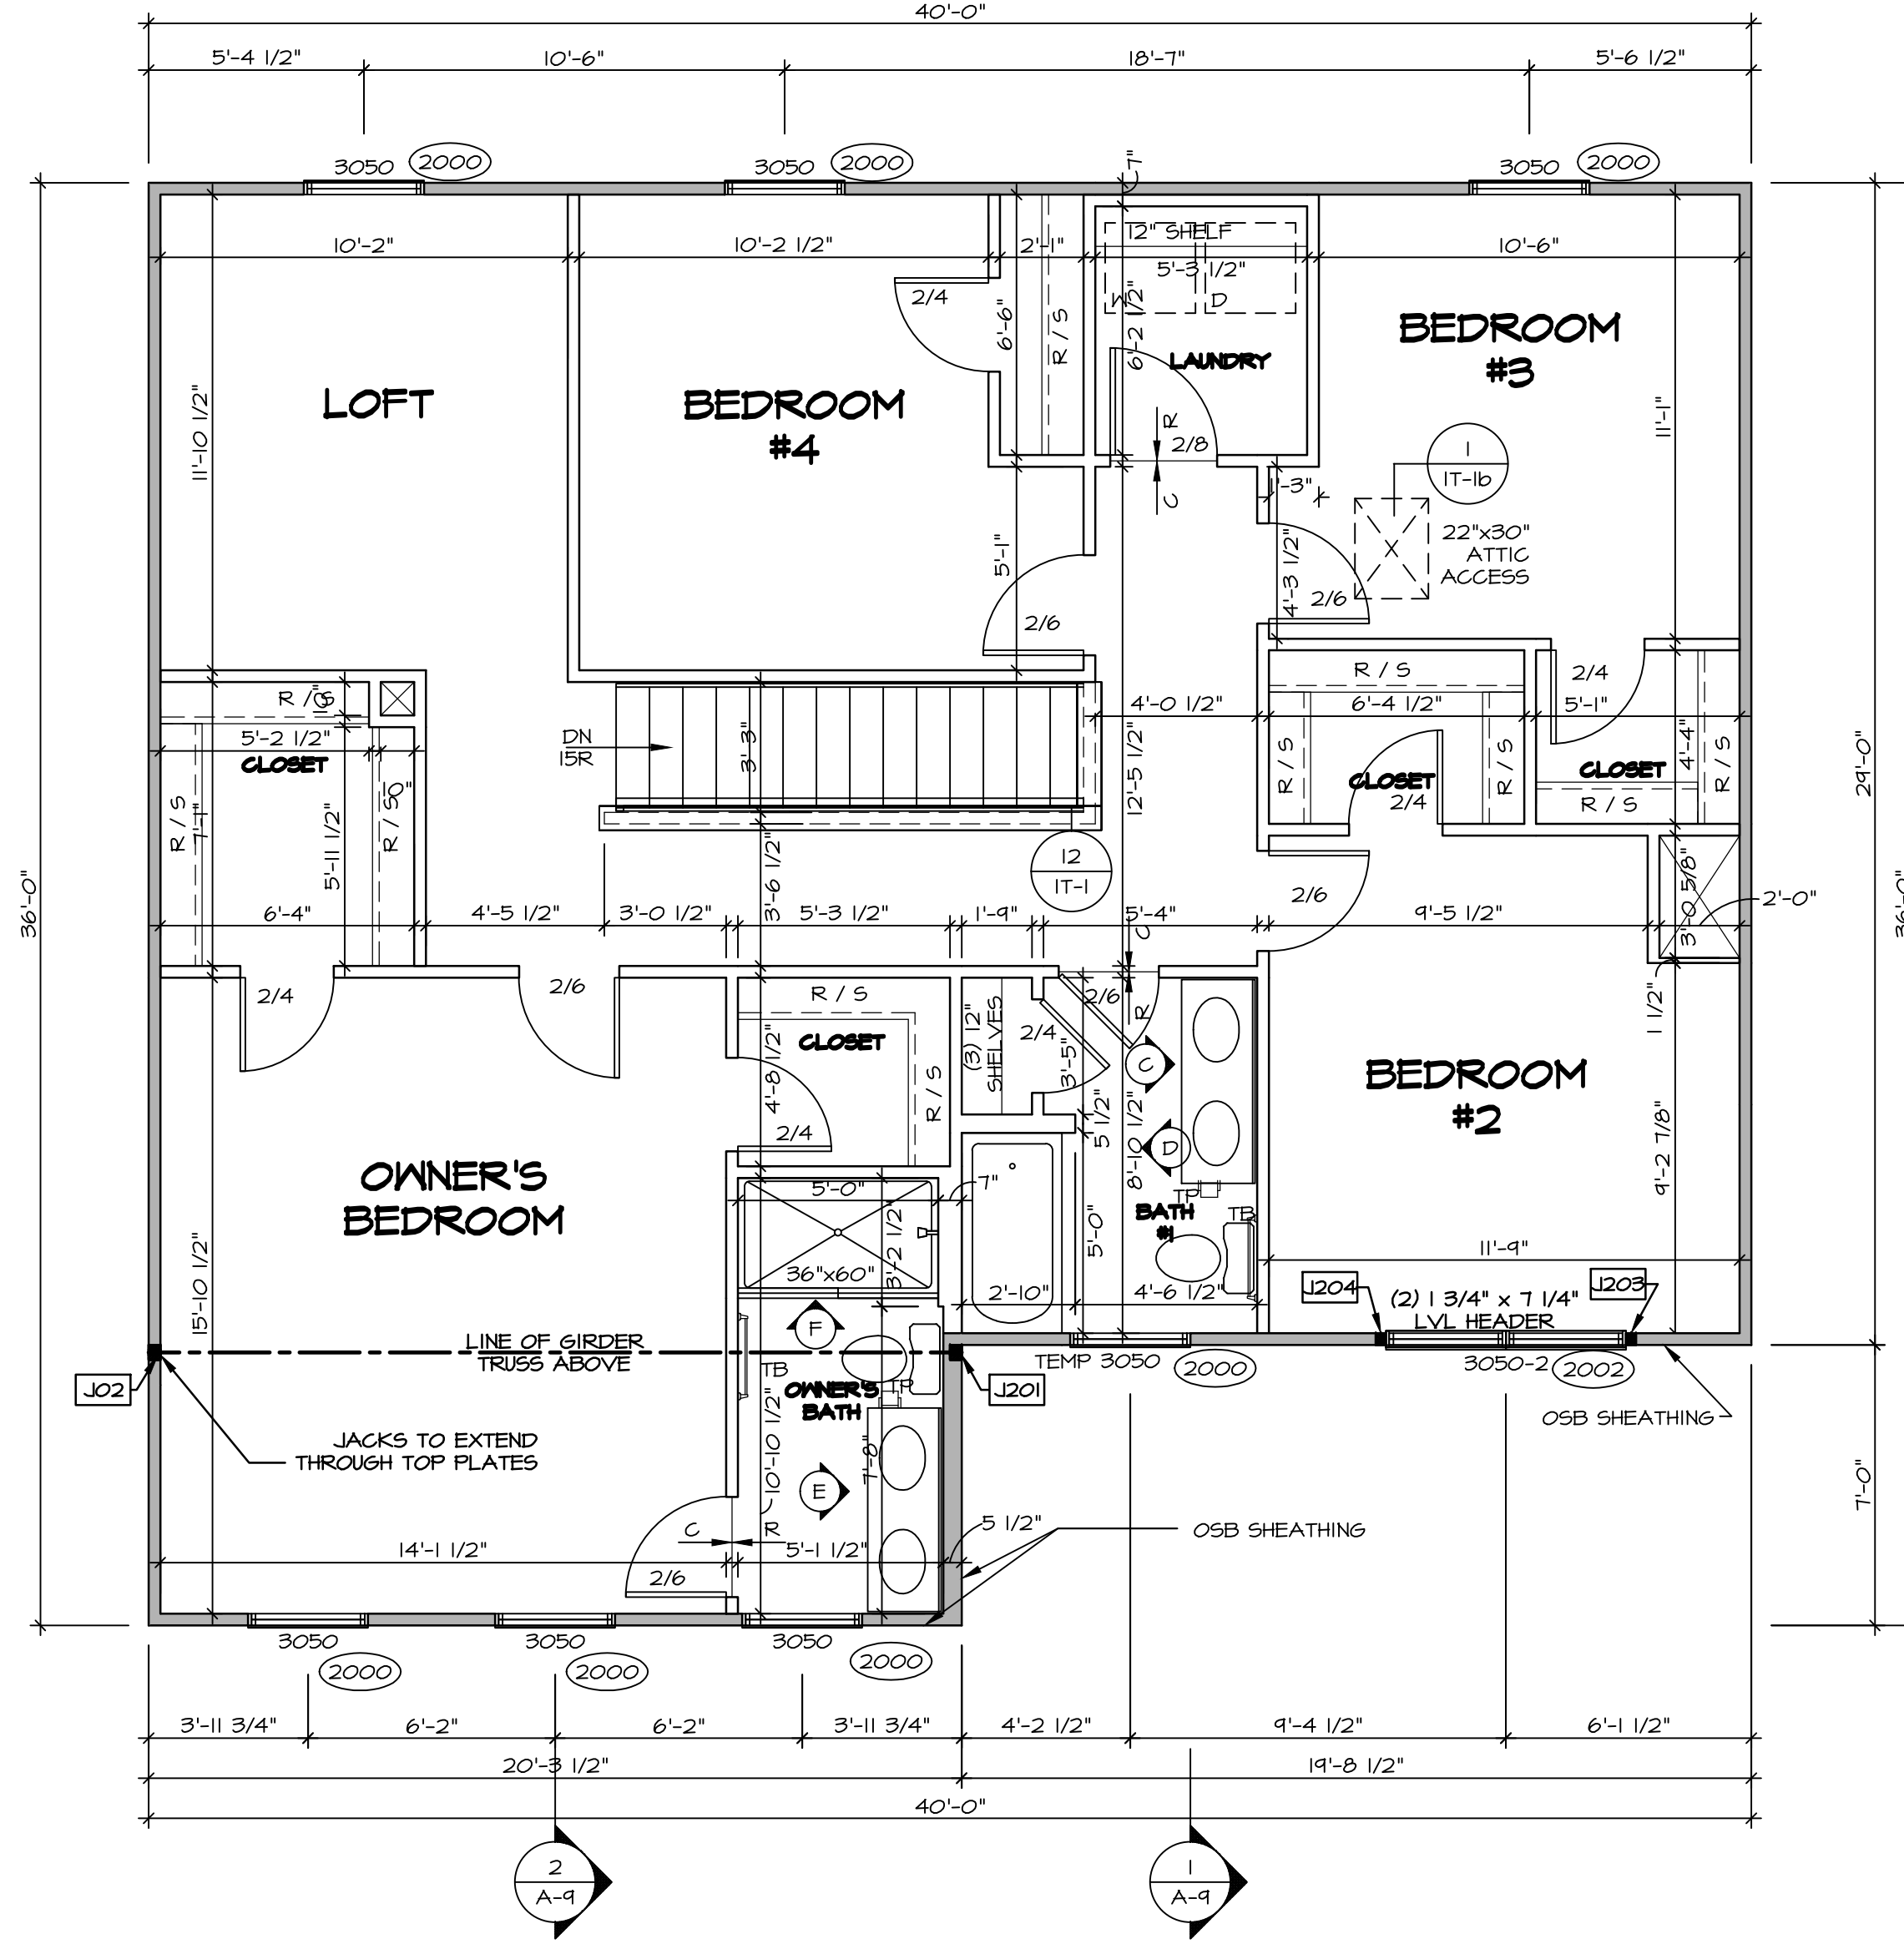 40'-0"
5'-4 1/2" 10'-6" 18'-7" 5'-6 1/2"
3050 2000 3050 2000 7" 3050 2000
10'-2" 10'-2 1/2" 2'-1" 12" SHELF 10'-6"
5'-3 1/2"
2/4 W D
6'-6" R / S 6'-2 1/2"
LAUNDRY
BEDROOM
#3
LOFT
BEDROOM
#4
11'-10 1/2" 11'-1"
R 2/8
C
1'-3"
1
1T-1b
22"x30"
ATTIC
ACCESS
X
5'-1" 4'-3 1/2"
2/6 2/6
R / S R / S 2/4
4'-0 1/2" 6'-4 1/2" 5'-1"
10"
5'-2 1/2"
CLOSET
DN
15R
3' 3" 12'-5 1/2"
R / S R / S 4'-4" R / S
CLOSET CLOSET
2/4 R / S
R / S 7'-1" 5'-11 1/2" R / S
36'-0" 29'-0" 36'-0"
12
1T-1
3'-6 1/2" 2/6 3'-0 5/8" 2'-0"
6'-4" 4'-5 1/2" 3'-0 1/2" 5'-3 1/2" 1'-9" 5'-4" 9'-5 1/2"
C
2/4 2/6 R / S 2/6 R
CLOSET
(3) 12"
SHELVES
2/4 3'-5" 1 1/2"
C
4'-8 1/2" R / S
2/4 5 1/2" 8'-10 1/2" D
BEDROOM
#2
9'-2 7/8"
OWNER'S
BEDROOM
5'-0" 7" TP TB
BATH
#1
15'-10 1/2" 3'-2 1/2" 5'-0" 11'-9"
36"x60" 2'-10" 4'-6 1/2"
J204 J203
(2) 1 3/4" x 7 1/4"
LVL HEADER
F
LINE OF GIRDER
TRUSS ABOVE
TEMP 3050 2000 3050-2 2002
TB TP
OWNER'S
BATH
J02 J201
OSB SHEATHING
JACKS TO EXTEND
THROUGH TOP PLATES
10'-10 1/2" 7'-8" 7'-0"
E
C R 5 1/2" OSB SHEATHING
14'-1 1/2" 5'-1 1/2"
2/6
3050 3050 3050
2000 2000 2000
3'-11 3/4" 6'-2" 6'-2" 3'-11 3/4" 4'-2 1/2" 9'-4 1/2" 6'-1 1/2"
20'-3 1/2" 19'-8 1/2"
40'-0"
2
A-9
1
A-9